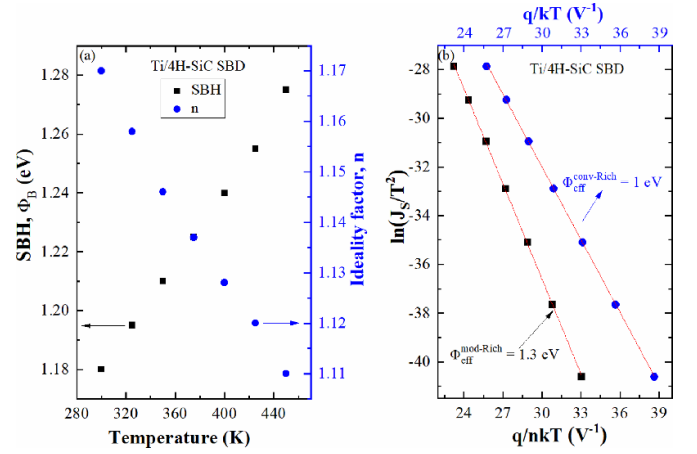 (a)
Ti/4H-SiC SBD
SBH
n
SBH, Φ_B (eV)
1.28
1.26
1.24
1.22
1.20
1.18
280 320 360 400 440
Temperature (K)
1.17
1.16
1.15
1.14
1.13
1.12
1.11
Ideality factor, n
q/kT (V⁻¹)
24 27 30 33 36 39
(b)
Ti/4H-SiC SBD
ln(J_S/T²)
-28
-30
-33
-35
-38
-40
Φ_eff^conv-Rich = 1 eV
Φ_eff^mod-Rich = 1.3 eV
24 27 30 33 36 39
q/nkT (V⁻¹)